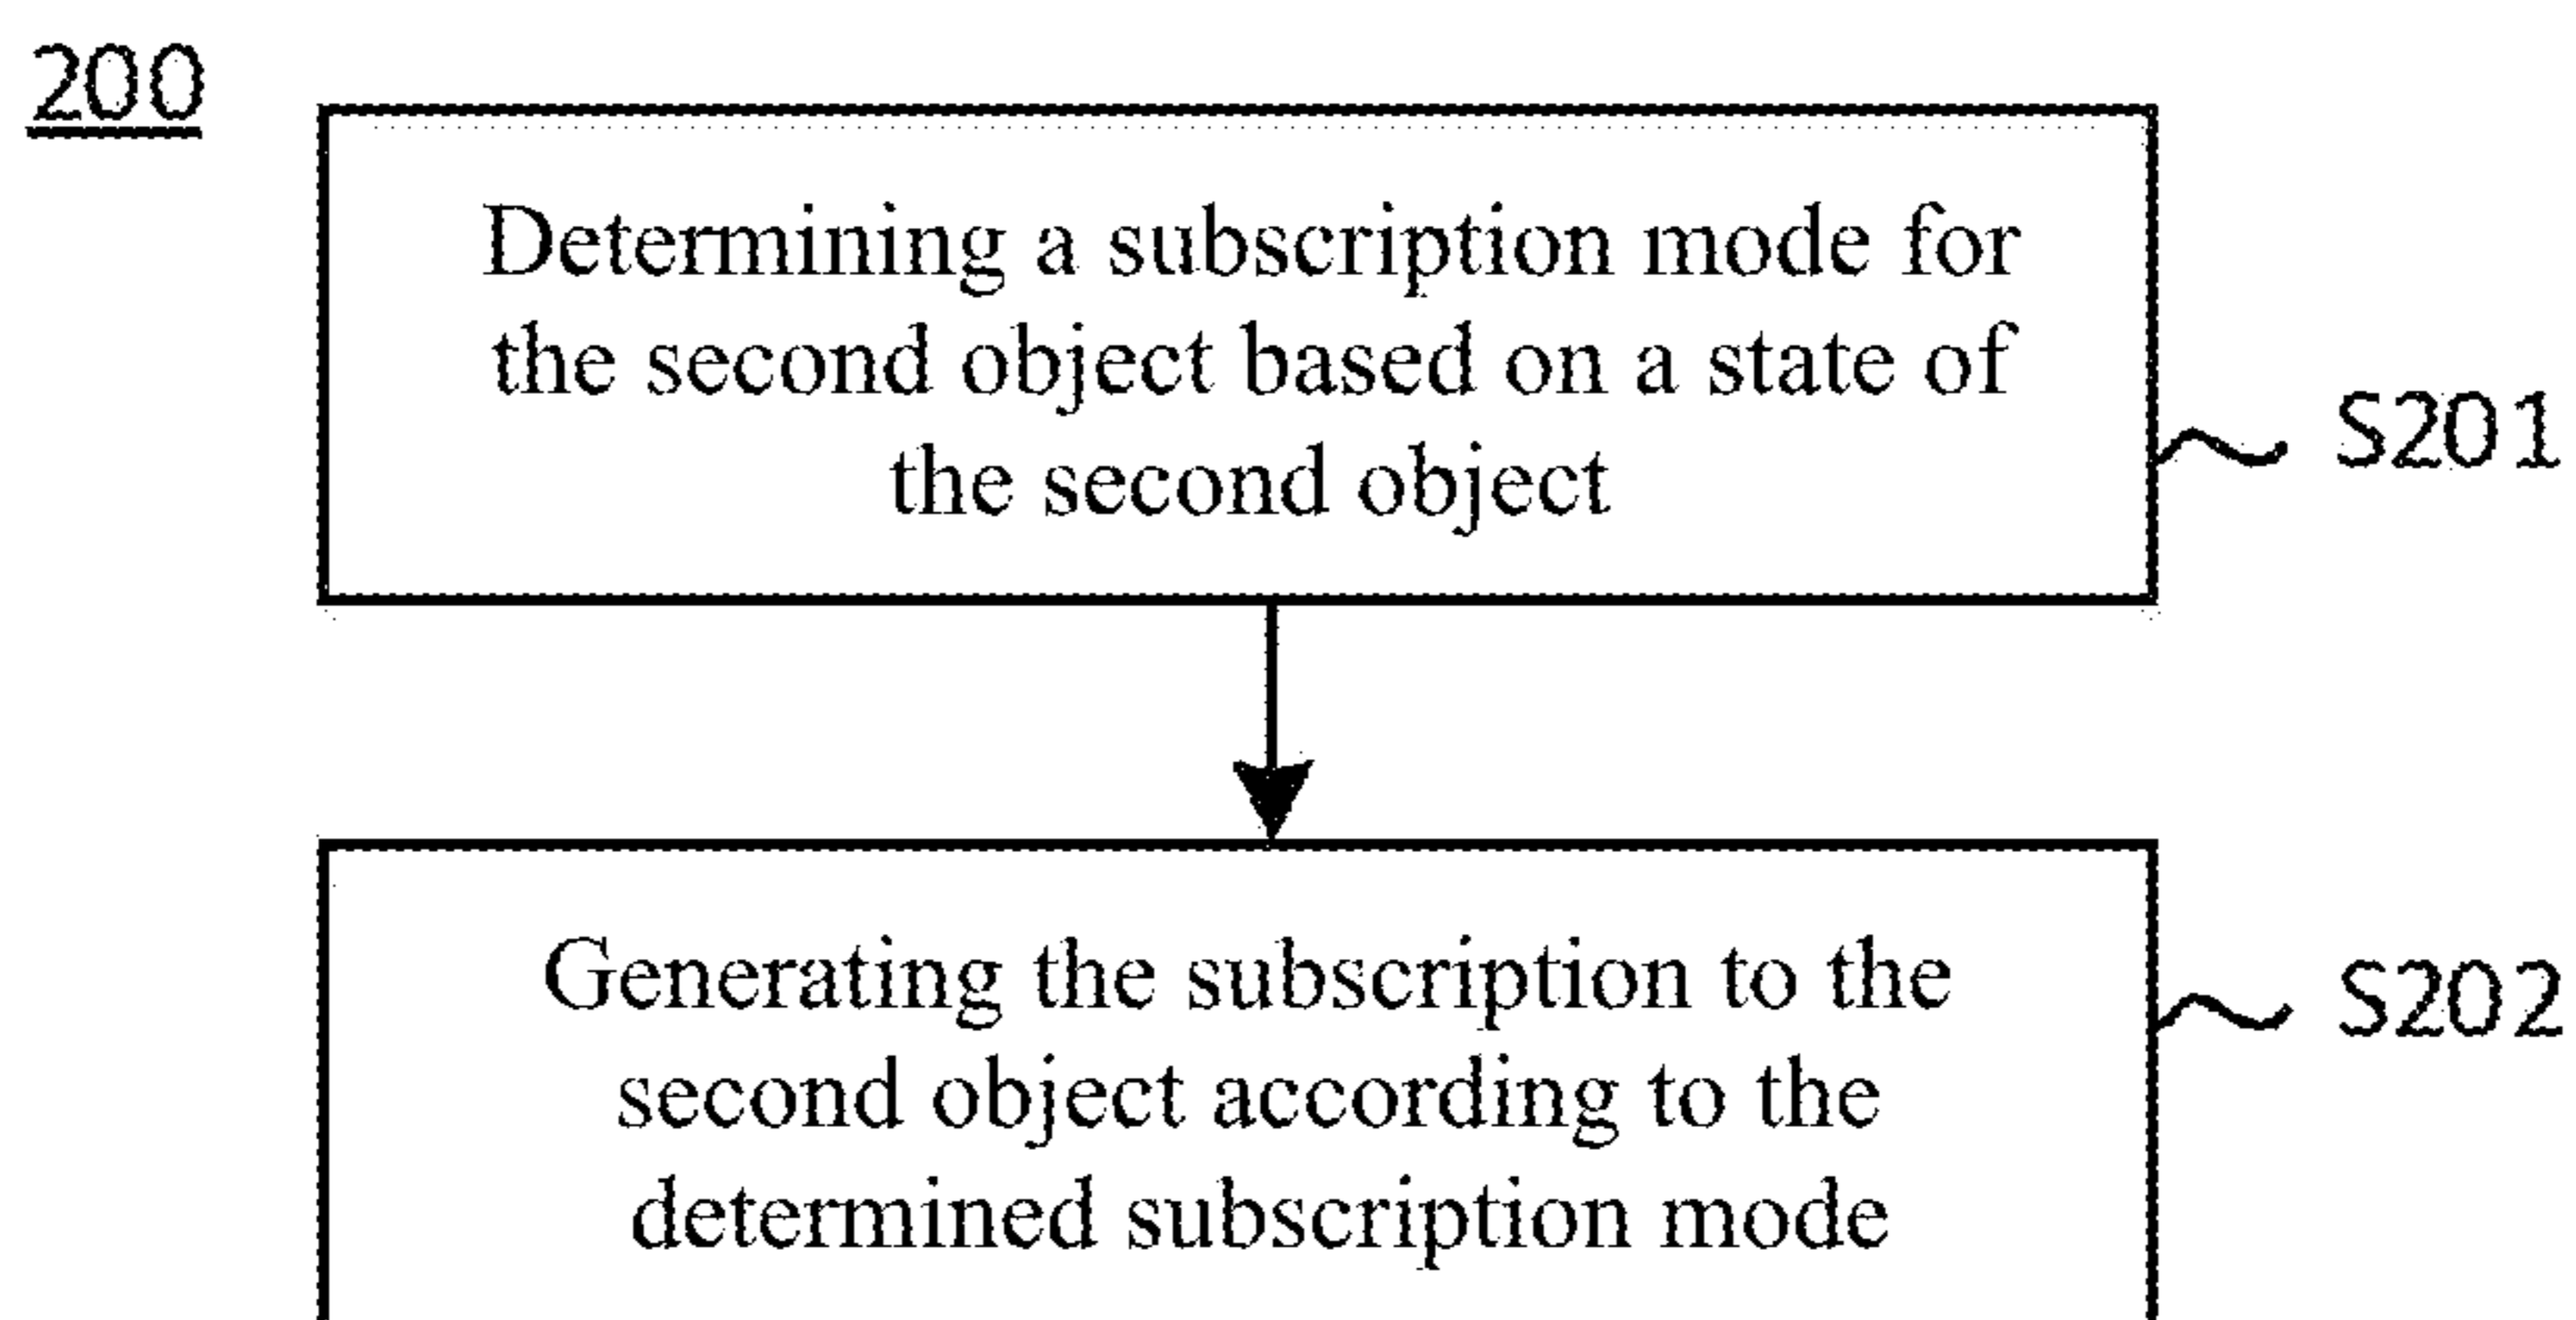 200
Determining a subscription mode for
the second object based on a state of
the second object
S201
Generating the subscription to the
second object according to the
determined subscription mode
S202